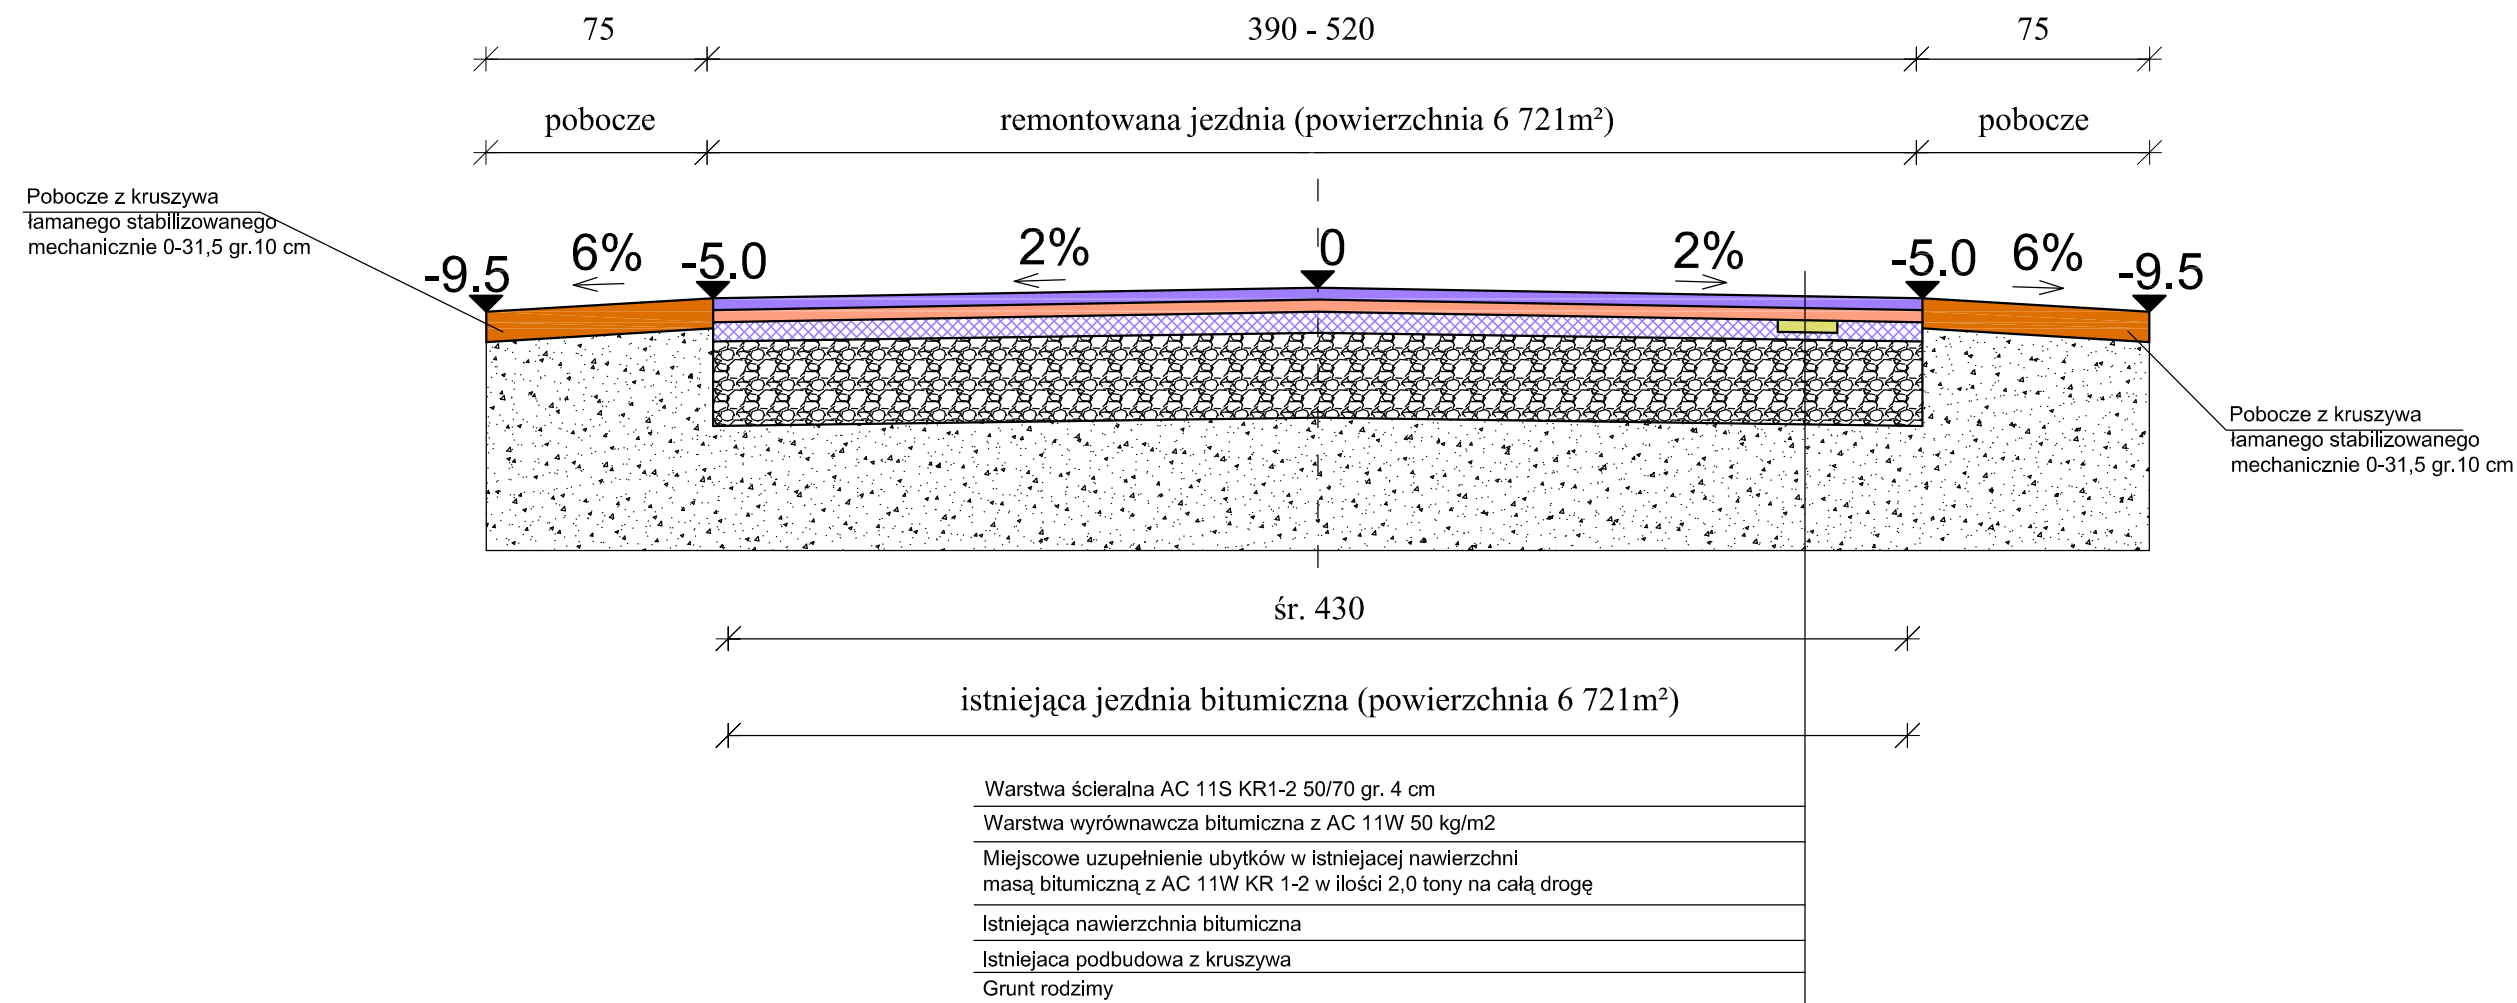 75
390 - 520
75
pobocze
remontowana jezdnia (powierzchnia 6 721m²)
pobocze
Pobocze z kruszywa
łamanego stabilizowanego
mechanicznie 0-31,5 gr.10 cm
-9.5
6%
-5.0
2%
0
2%
-5.0
6%
-9.5
Pobocze z kruszywa
łamanego stabilizowanego
mechanicznie 0-31,5 gr.10 cm
śr. 430
istniejąca jezdnia bitumiczna (powierzchnia 6 721m²)
Warstwa ścieralna AC 11S KR1-2 50/70 gr. 4 cm
Warstwa wyrównawcza bitumiczna z AC 11W 50 kg/m2
Miejscowe uzupełnienie ubytków w istniejacej nawierzchni
masą bitumiczną z AC 11W KR 1-2 w ilości 2,0 tony na całą drogę
Istniejąca nawierzchnia bitumiczna
Istniejaca podbudowa z kruszywa
Grunt rodzimy